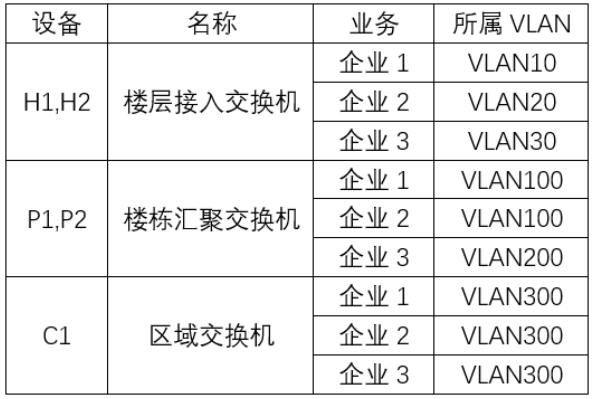 设备 名称 业务 所属 VLAN
H1,H2 楼层接入交换机 企业 1 VLAN10
企业 2 VLAN20
企业 3 VLAN30
P1,P2 楼栋汇聚交换机 企业 1 VLAN100
企业 2 VLAN100
企业 3 VLAN200
C1 区域交换机 企业 1 VLAN300
企业 2 VLAN300
企业 3 VLAN300